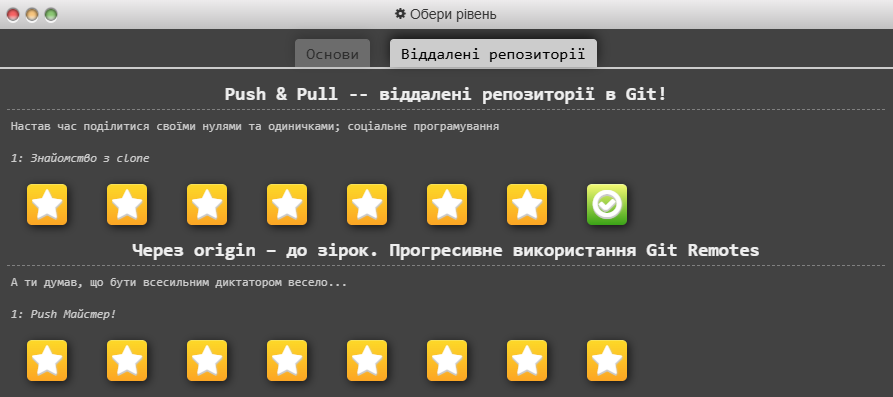 Обери рівень
Основи
Віддалені репозиторії
Push & Pull -- віддалені репозиторії в Git!
Настав час поділитися своїми нулями та одиничками; соціальне програмування
1: Знайомство з clone
Через origin – до зірок. Прогресивне використання Git Remotes
А ти думав, що бути всесильним диктатором весело...
1: Push Майстер!